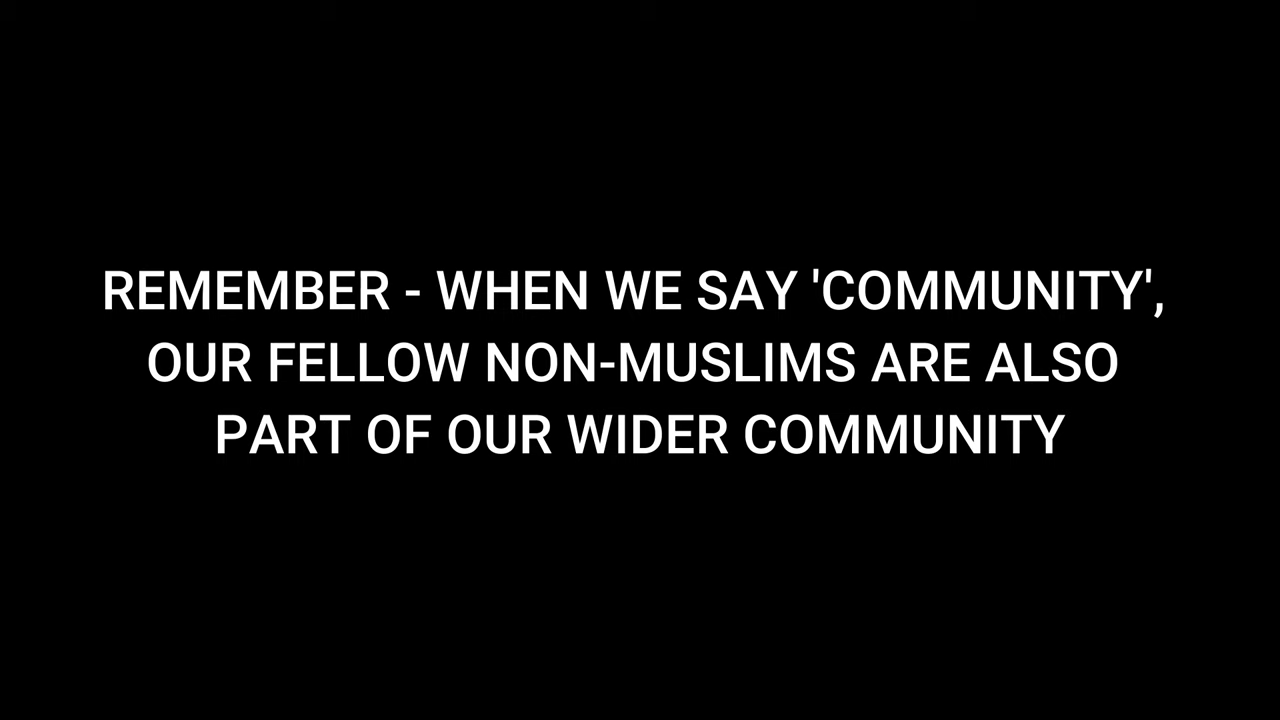 REMEMBER - WHEN WE SAY 'COMMUNITY',
OUR FELLOW NON-MUSLIMS ARE ALSO
PART OF OUR WIDER COMMUNITY